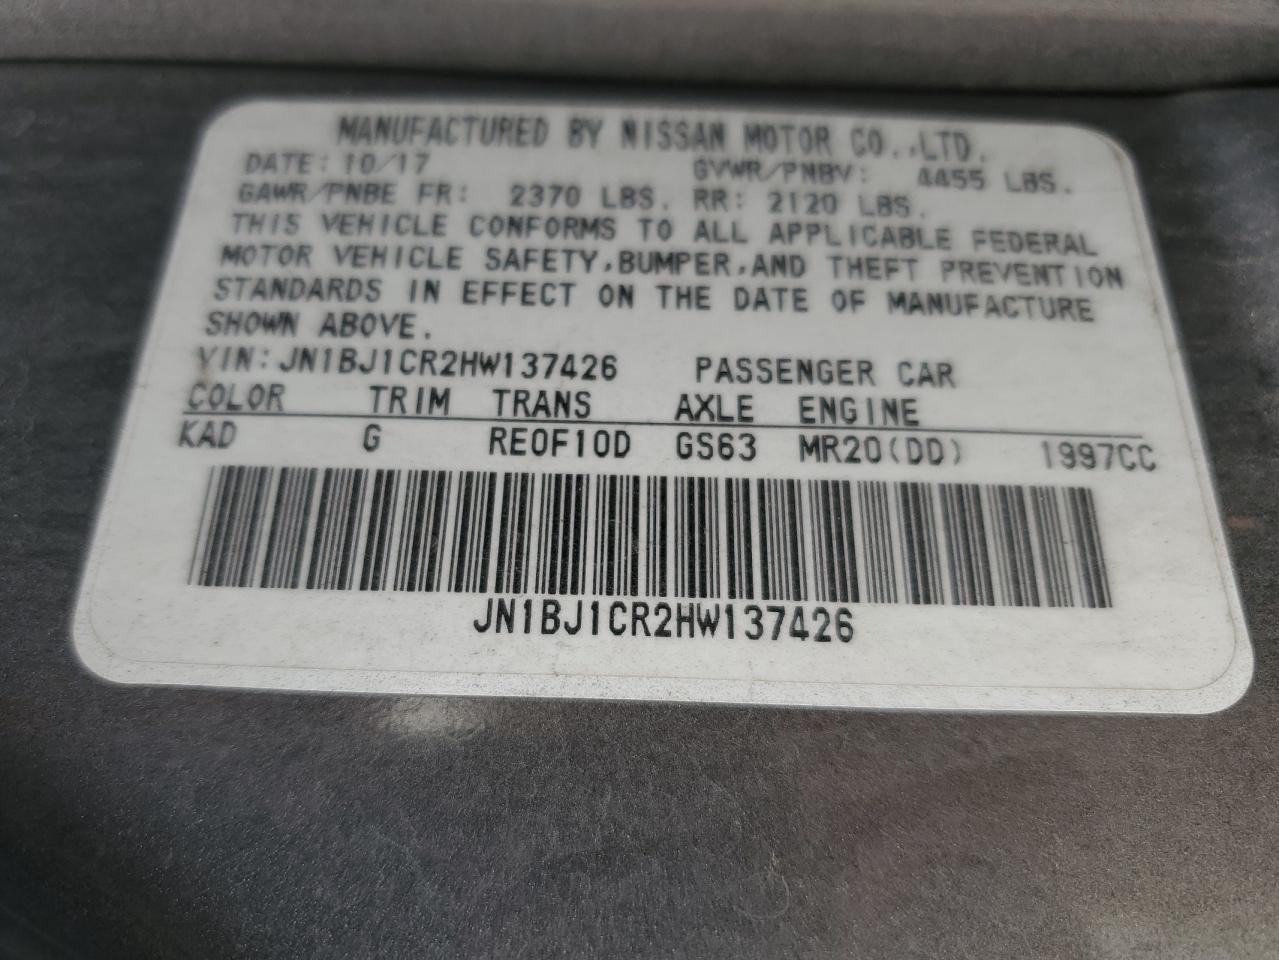 MANUFACTURED BY NISSAN MOTOR CO.,LTD.
DATE: 10/17 GVWR/PNBV: 4455 LBS.
GAWR/PNBE FR: 2370 LBS. RR: 2120 LBS.
THIS VEHICLE CONFORMS TO ALL APPLICABLE FEDERAL
MOTOR VEHICLE SAFETY,BUMPER,AND THEFT PREVENTION
STANDARDS IN EFFECT ON THE DATE OF MANUFACTURE
SHOWN ABOVE.
VIN:JN1BJ1CR2HW137426 PASSENGER CAR
COLOR TRIM TRANS AXLE ENGINE
KAD G RE0F10D GS63 MR20(DD) 1997CC
JN1BJ1CR2HW137426